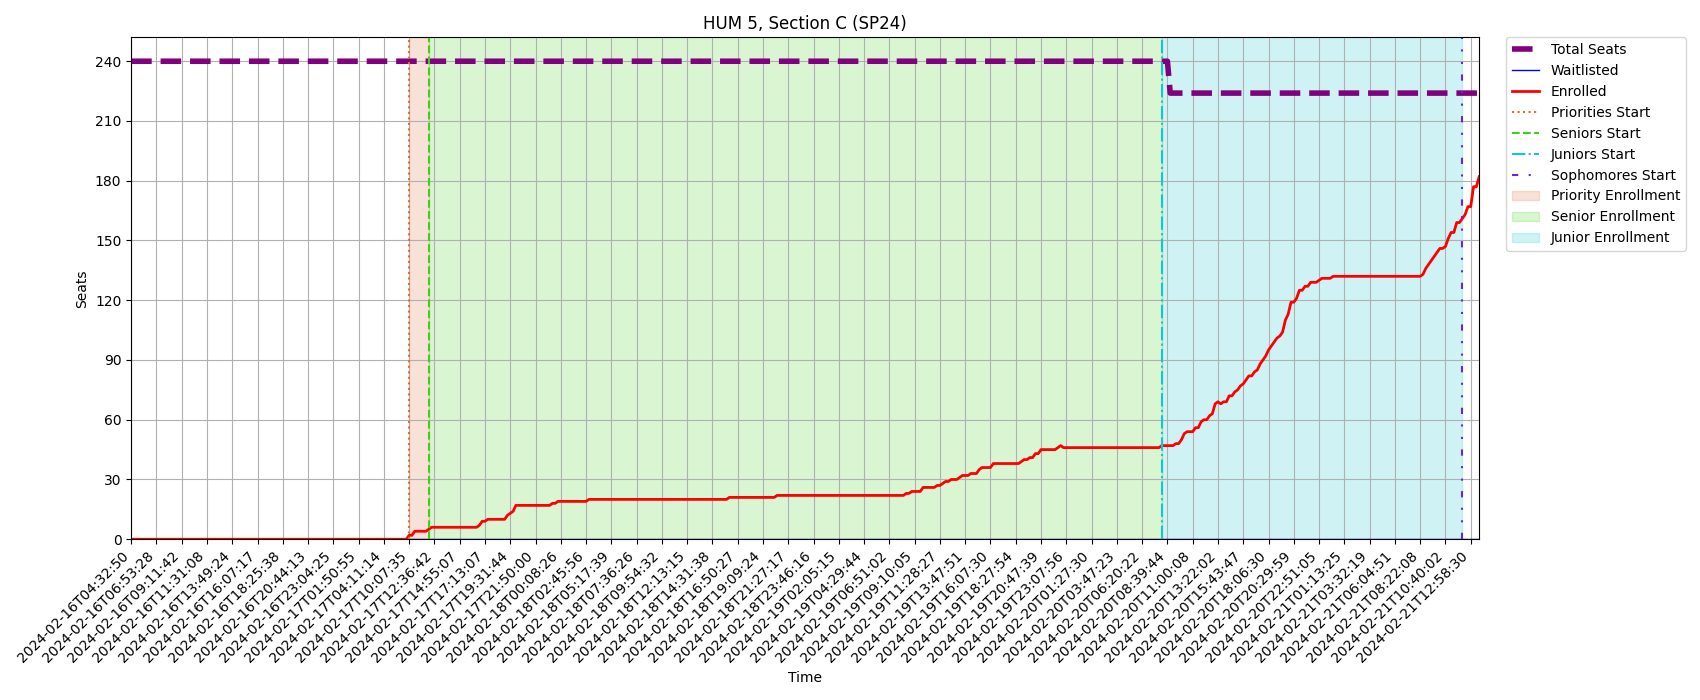 HUM 5, Section C (SP24)
Total Seats
Waitlisted
Enrolled
Priorities Start
Seniors Start
Juniors Start
Sophomores Start
Priority Enrollment
Senior Enrollment
Junior Enrollment
Seats
240
210
180
150
120
90
60
30
0
2024-02-16T04:32:50
2024-02-16T06:53:28
2024-02-16T09:11:42
2024-02-16T11:31:08
2024-02-16T13:49:24
2024-02-16T16:07:17
2024-02-16T18:25:38
2024-02-16T20:44:13
2024-02-16T23:04:25
2024-02-17T01:50:55
2024-02-17T04:11:14
2024-02-17T10:07:35
2024-02-17T12:36:42
2024-02-17T14:55:07
2024-02-17T17:13:07
2024-02-17T19:31:44
2024-02-17T21:50:00
2024-02-18T00:08:26
2024-02-18T02:45:56
2024-02-18T05:17:39
2024-02-18T07:36:26
2024-02-18T09:54:32
2024-02-18T12:13:15
2024-02-18T14:31:38
2024-02-18T16:50:27
2024-02-18T19:09:24
2024-02-18T21:27:17
2024-02-18T23:46:16
2024-02-19T02:05:15
2024-02-19T04:29:44
2024-02-19T06:51:02
2024-02-19T09:10:05
2024-02-19T11:28:27
2024-02-19T13:47:51
2024-02-19T16:07:30
2024-02-19T18:27:54
2024-02-19T20:47:39
2024-02-19T23:07:56
2024-02-20T01:27:30
2024-02-20T03:47:23
2024-02-20T06:20:22
2024-02-20T08:39:44
2024-02-20T11:00:08
2024-02-20T13:22:02
2024-02-20T15:43:47
2024-02-20T18:06:30
2024-02-20T20:29:59
2024-02-20T22:51:05
2024-02-21T01:13:25
2024-02-21T03:32:19
2024-02-21T06:04:51
2024-02-21T08:22:08
2024-02-21T10:40:02
2024-02-21T12:58:30
Time